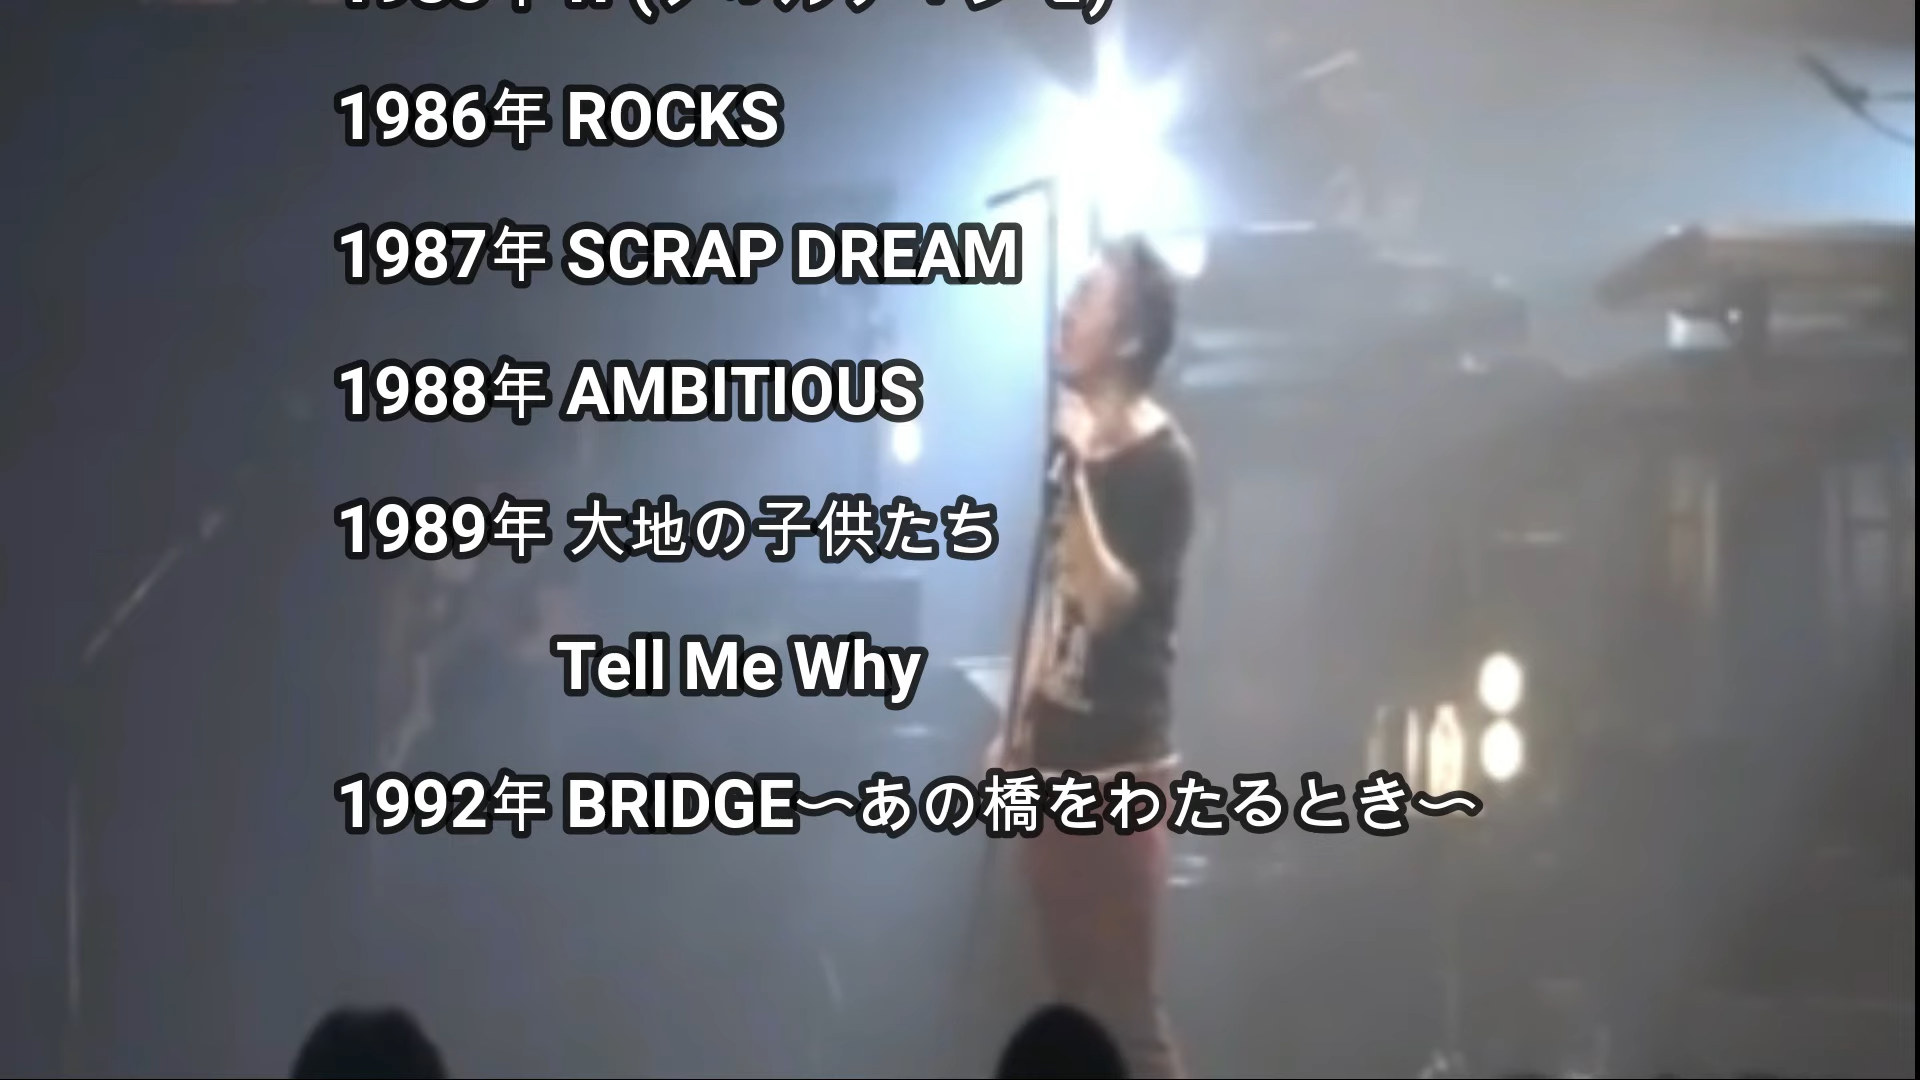 1986年 ROCKS
1987年 SCRAP DREAM
1988年 AMBITIOUS
1989年 大地の子供たち
Tell Me Why
1992年 BRIDGE〜あの橋をわたるとき〜